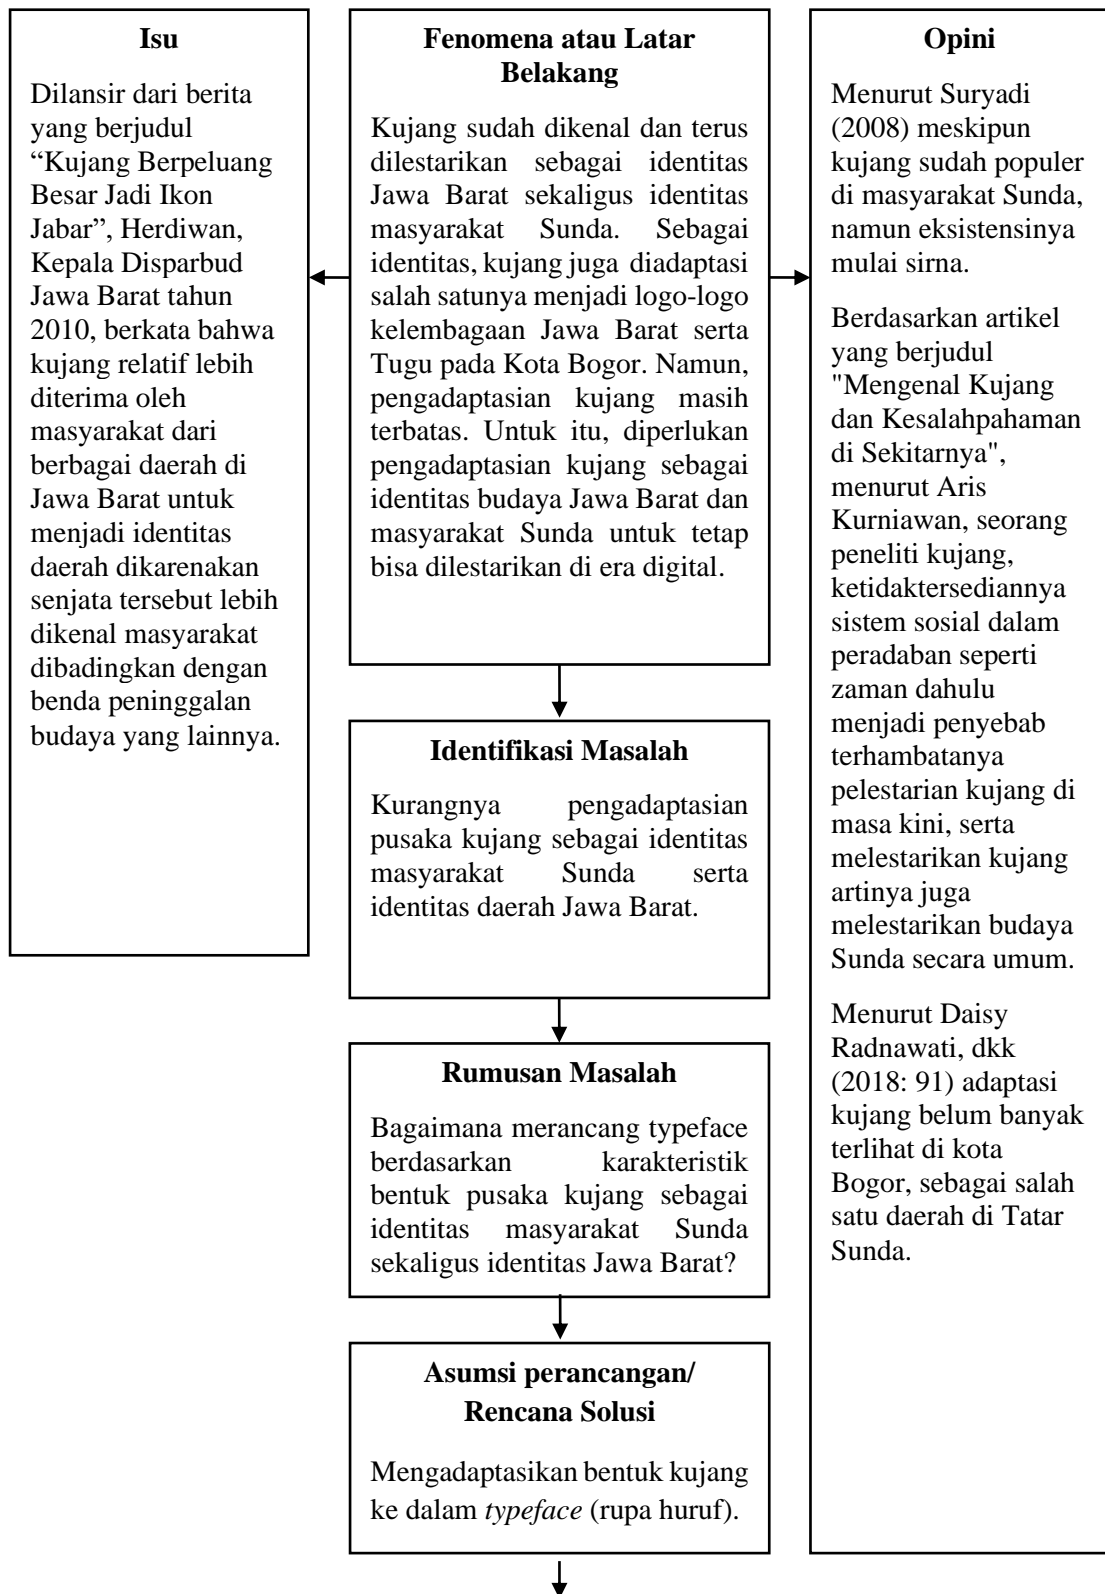 Isu
Dilansir dari berita
yang berjudul
“Kujang Berpeluang
Besar Jadi Ikon
Jabar”, Herdiwan,
Kepala Disparbud
Jawa Barat tahun
2010, berkata bahwa
kujang relatif lebih
diterima oleh
masyarakat dari
berbagai daerah di
Jawa Barat untuk
menjadi identitas
daerah dikarenakan
senjata tersebut lebih
dikenal masyarakat
dibadingkan dengan
benda peninggalan
budaya yang lainnya.
Fenomena atau Latar
Belakang
Kujang sudah dikenal dan terus
dilestarikan sebagai identitas
Jawa Barat sekaligus identitas
masyarakat Sunda. Sebagai
identitas, kujang juga diadaptasi
salah satunya menjadi logo-logo
kelembagaan Jawa Barat serta
Tugu pada Kota Bogor. Namun,
pengadaptasian kujang masih
terbatas. Untuk itu, diperlukan
pengadaptasian kujang sebagai
identitas budaya Jawa Barat dan
masyarakat Sunda untuk tetap
bisa dilestarikan di era digital.
Opini
Menurut Suryadi
(2008) meskipun
kujang sudah populer
di masyarakat Sunda,
namun eksistensinya
mulai sirna.
Berdasarkan artikel
yang berjudul
"Mengenal Kujang
dan Kesalahpahaman
di Sekitarnya",
menurut Aris
Kurniawan, seorang
peneliti kujang,
ketidaktersediannya
sistem sosial dalam
peradaban seperti
zaman dahulu
menjadi penyebab
terhambatanya
pelestarian kujang di
masa kini, serta
melestarikan kujang
artinya juga
melestarikan budaya
Sunda secara umum.
Menurut Daisy
Radnawati, dkk
(2018: 91) adaptasi
kujang belum banyak
terlihat di kota
Bogor, sebagai salah
satu daerah di Tatar
Sunda.
Identifikasi Masalah
Kurangnya pengadaptasian
pusaka kujang sebagai identitas
masyarakat Sunda serta
identitas daerah Jawa Barat.
Rumusan Masalah
Bagaimana merancang typeface
berdasarkan karakteristik
bentuk pusaka kujang sebagai
identitas masyarakat Sunda
sekaligus identitas Jawa Barat?
Asumsi perancangan/
Rencana Solusi
Mengadaptasikan bentuk kujang
ke dalam typeface (rupa huruf).